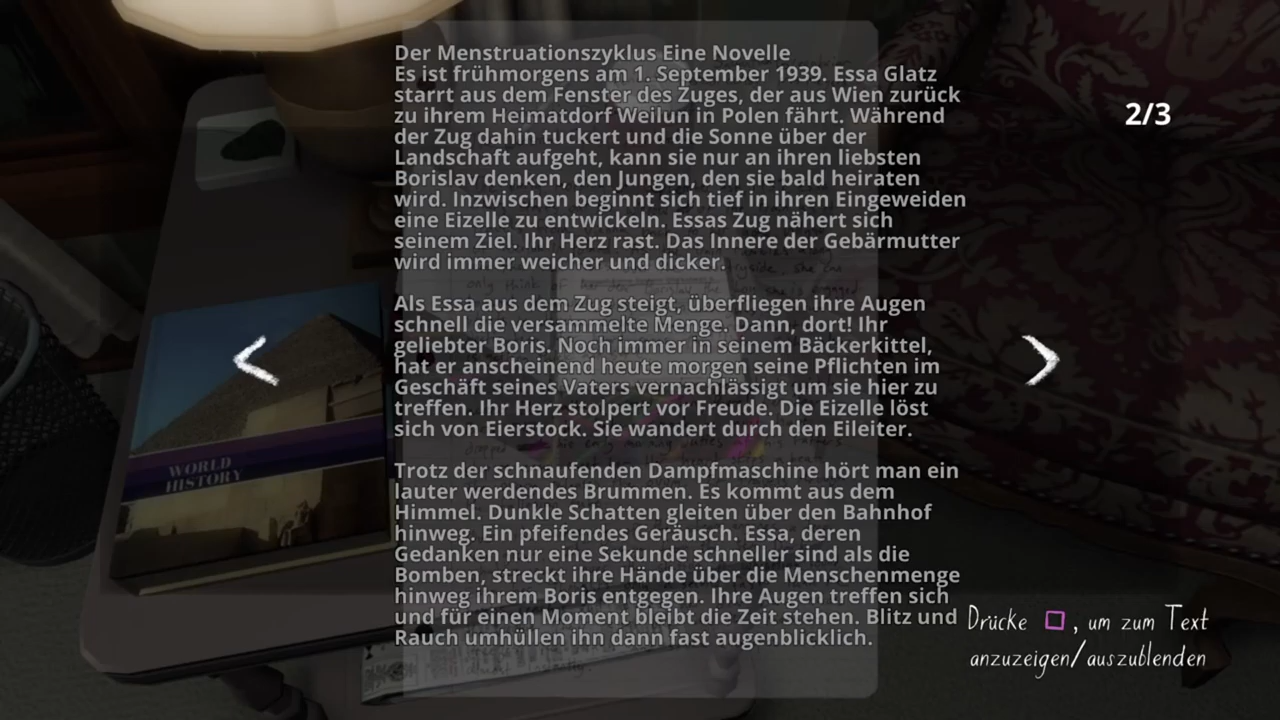 Der Menstruationszyklus Eine Novelle
Es ist frühmorgens am 1. September 1939. Essa Glatz
starrt aus dem Fenster des Zuges, der aus Wien zurück
zu ihrem Heimatdorf Weilun in Polen fährt. Während
der Zug dahin tuckert und die Sonne über der
Landschaft aufgeht, kann sie nur an ihren liebsten
Borislav denken, den Jungen, den sie bald heiraten
wird. Inzwischen beginnt sich tief in ihren Eingeweiden
eine Eizelle zu entwickeln. Essas Zug nähert sich
seinem Ziel. Ihr Herz rast. Das Innere der Gebärmutter
wird immer weicher und dicker.
Als Essa aus dem Zug steigt, überfliegen ihre Augen
schnell die versammelte Menge. Dann, dort! Ihr
geliebter Boris. Noch immer in seinem Bäckerkittel,
hat er anscheinend heute morgen seine Pflichten im
Geschäft seines Vaters vernachlässigt um sie hier zu
treffen. Ihr Herz stolpert vor Freude. Die Eizelle löst
sich von Eierstock. Sie wandert durch den Eileiter.
Trotz der schnaufenden Dampfmaschine hört man ein
lauter werdendes Brummen. Es kommt aus dem
Himmel. Dunkle Schatten gleiten über den Bahnhof
hinweg. Ein pfeifendes Geräusch. Essa, deren
Gedanken nur eine Sekunde schneller sind als die
Bomben, streckt ihre Hände über die Menschenmenge
hinweg ihrem Boris entgegen. Ihre Augen treffen sich
und für einen Moment bleibt die Zeit stehen. Blitz und
Rauch umhüllen ihn dann fast augenblicklich.
2/3
WORLD
HISTORY
Drücke □, um zum Text
anzuzeigen/auszublenden